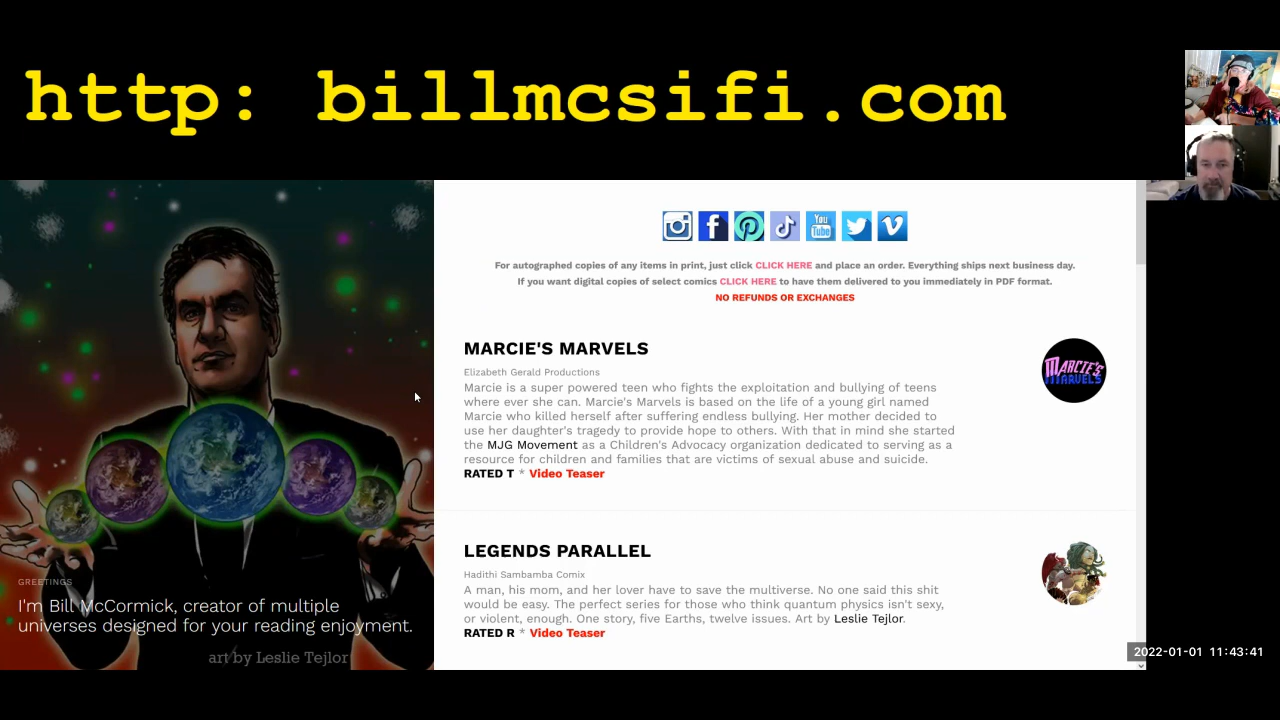 http: billmcsifi.com
You
Tube
For autographed copies of any items in print, just click CLICK HERE and place an order. Everything ships next business day.
If you want digital copies of select comics CLICK HERE to have them delivered to you immediately in PDF format.
NO REFUNDS OR EXCHANGES
MARCIE'S MARVELS
Elizabeth Gerald Productions
Marcie is a super powered teen who fights the exploitation and bullying of teens
where ever she can. Marcie's Marvels is based on the life of a young girl named
Marcie who killed herself after suffering endless bullying. Her mother decided to
use her daughter's tragedy to provide hope to others. With that in mind she started
the MJG Movement as a Children's Advocacy organization dedicated to serving as a
resource for children and families that are victims of sexual abuse and suicide.
RATED T * Video Teaser
MARCIE'S
MARVELS
LEGENDS PARALLEL
Hadithi Sambamba Comix
A man, his mom, and her lover have to save the multiverse. No one said this shit
would be easy. The perfect series for those who think quantum physics isn't sexy,
or violent, enough. One story, five Earths, twelve issues. Art by Leslie Tejlor.
RATED R * Video Teaser
GREETINGS
I'm Bill McCormick, creator of multiple
universes designed for your reading enjoyment.
art by Leslie Tejlor
2022-01-01 11:43:41